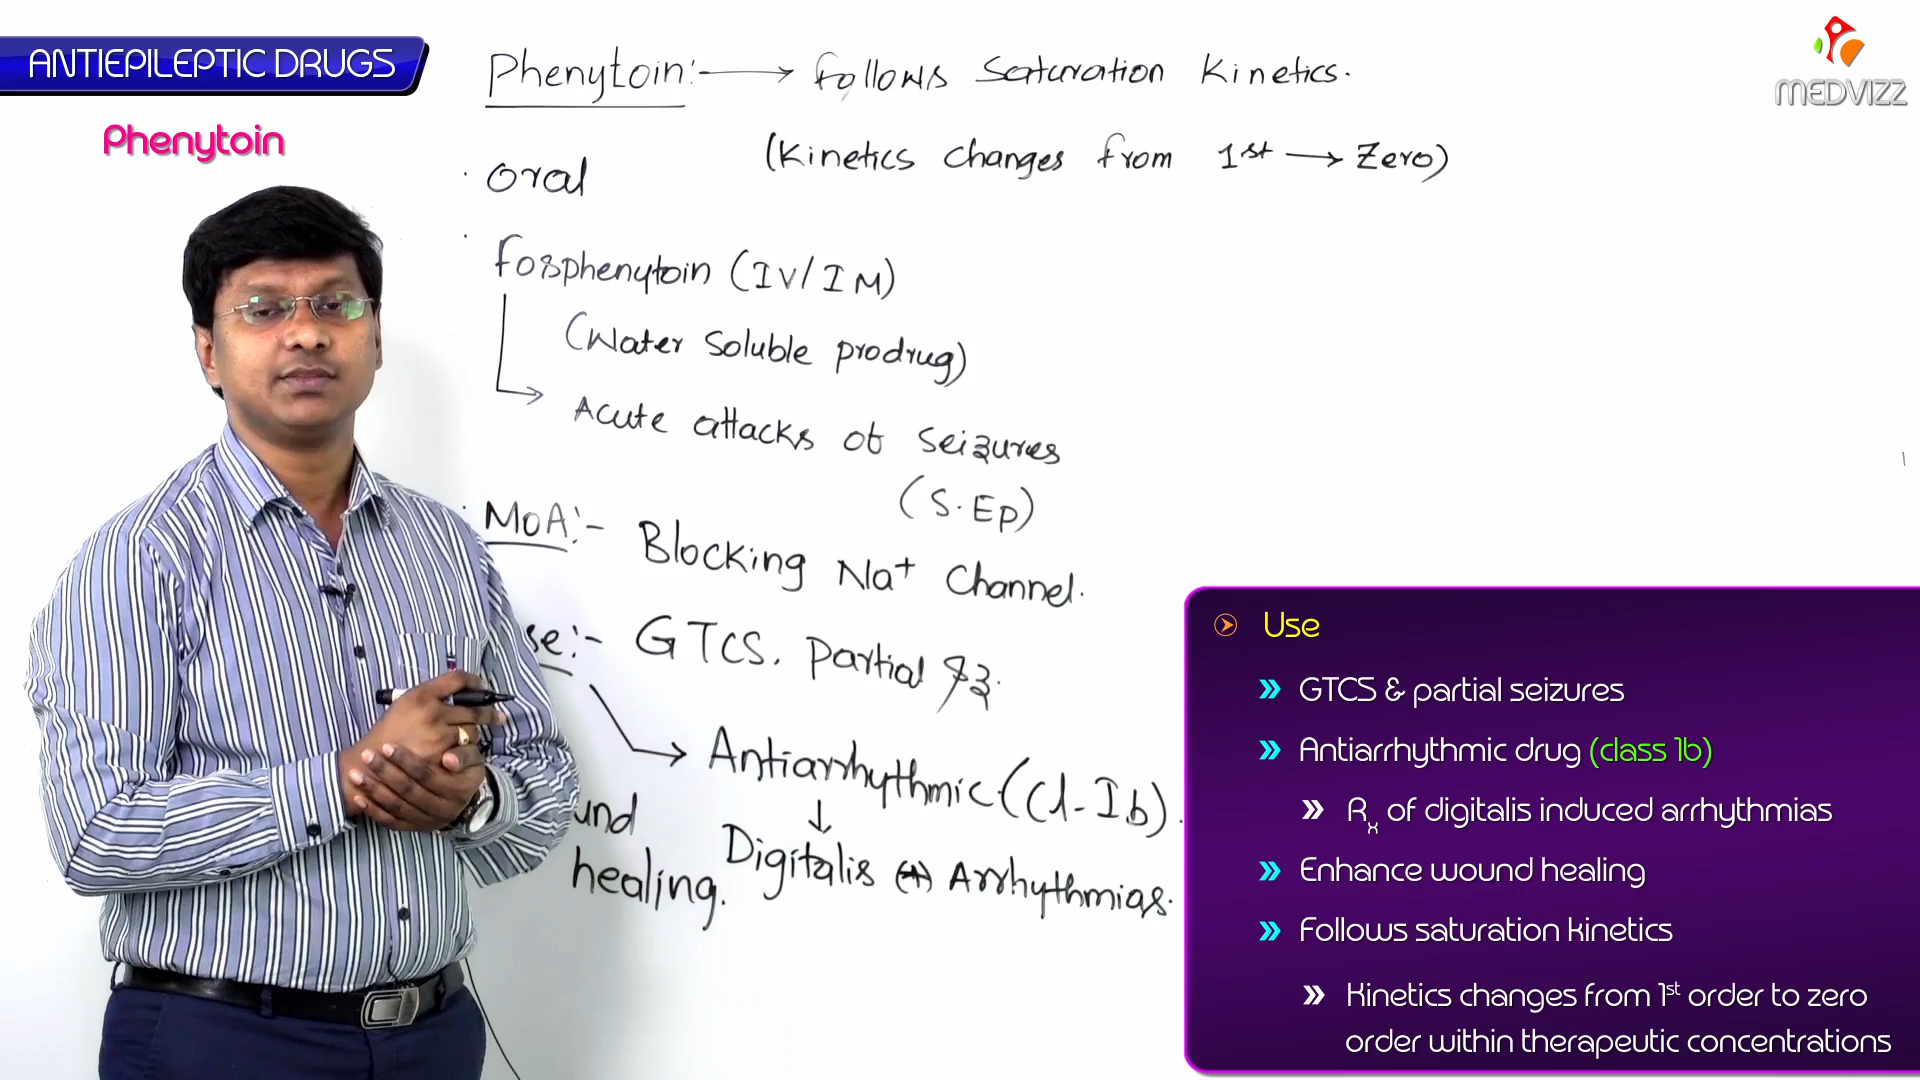 ANTIEPILEPTIC DRUGS
Phenytoin
MEDVIZZ
Phenytoin:- → follows Saturation Kinetics.
(Kinetics changes from 1st → Zero)
· Oral
· fosphenytoin (IV/IM)
(Water Soluble prodrug)
→ Acute attacks of seizures
(S.Ep)
· MOA:- Blocking Na+ Channel.
se:- GTCS, Partial
→ Antiarrhythmic (Cl-Ib).
↓
und
healing.
Digitalis Arrhythmias.
Use
GTCS & partial seizures
Antiarrhythmic drug (class 1b)
Rx of digitalis induced arrhythmias
Enhance wound healing
Follows saturation kinetics
Kinetics changes from 1st order to zero
order within therapeutic concentrations